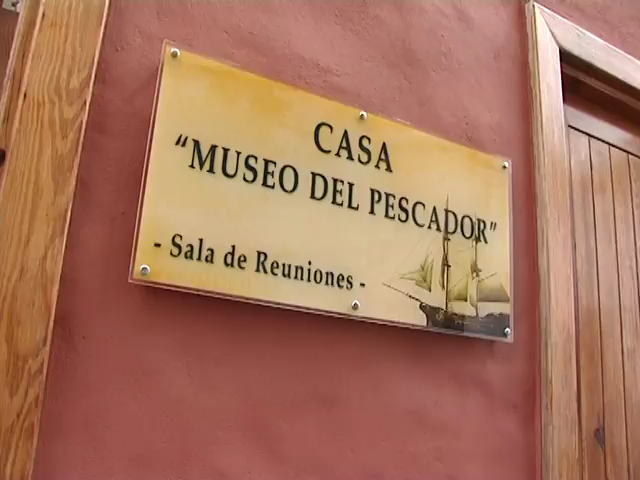 CASA
“MUSEO DEL PESCADOR”
- Sala de Reuniones -